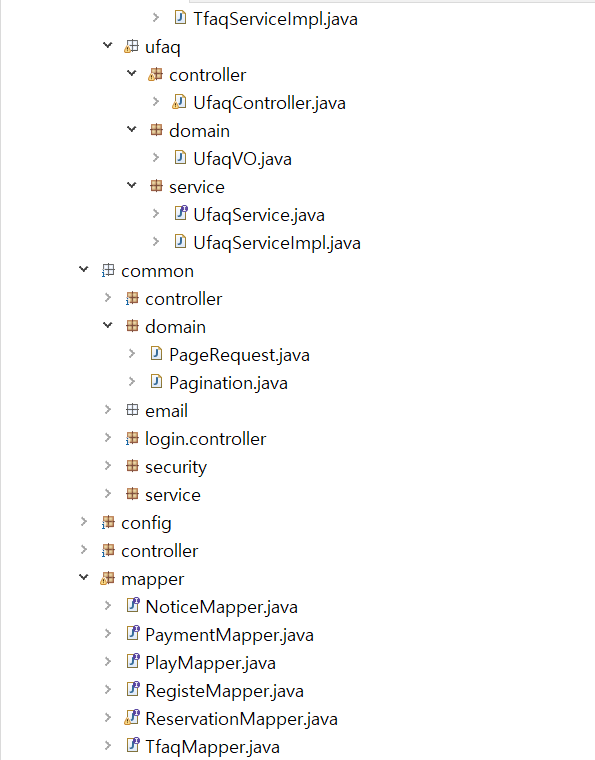 TfaqServiceImpl.java
ufaq
controller
UfaqController.java
domain
UfaqVO.java
service
UfaqService.java
UfaqServiceImpl.java
common
controller
domain
PageRequest.java
Pagination.java
email
login.controller
security
service
config
controller
mapper
NoticeMapper.java
PaymentMapper.java
PlayMapper.java
RegisteMapper.java
ReservationMapper.java
TfaqMapper.java